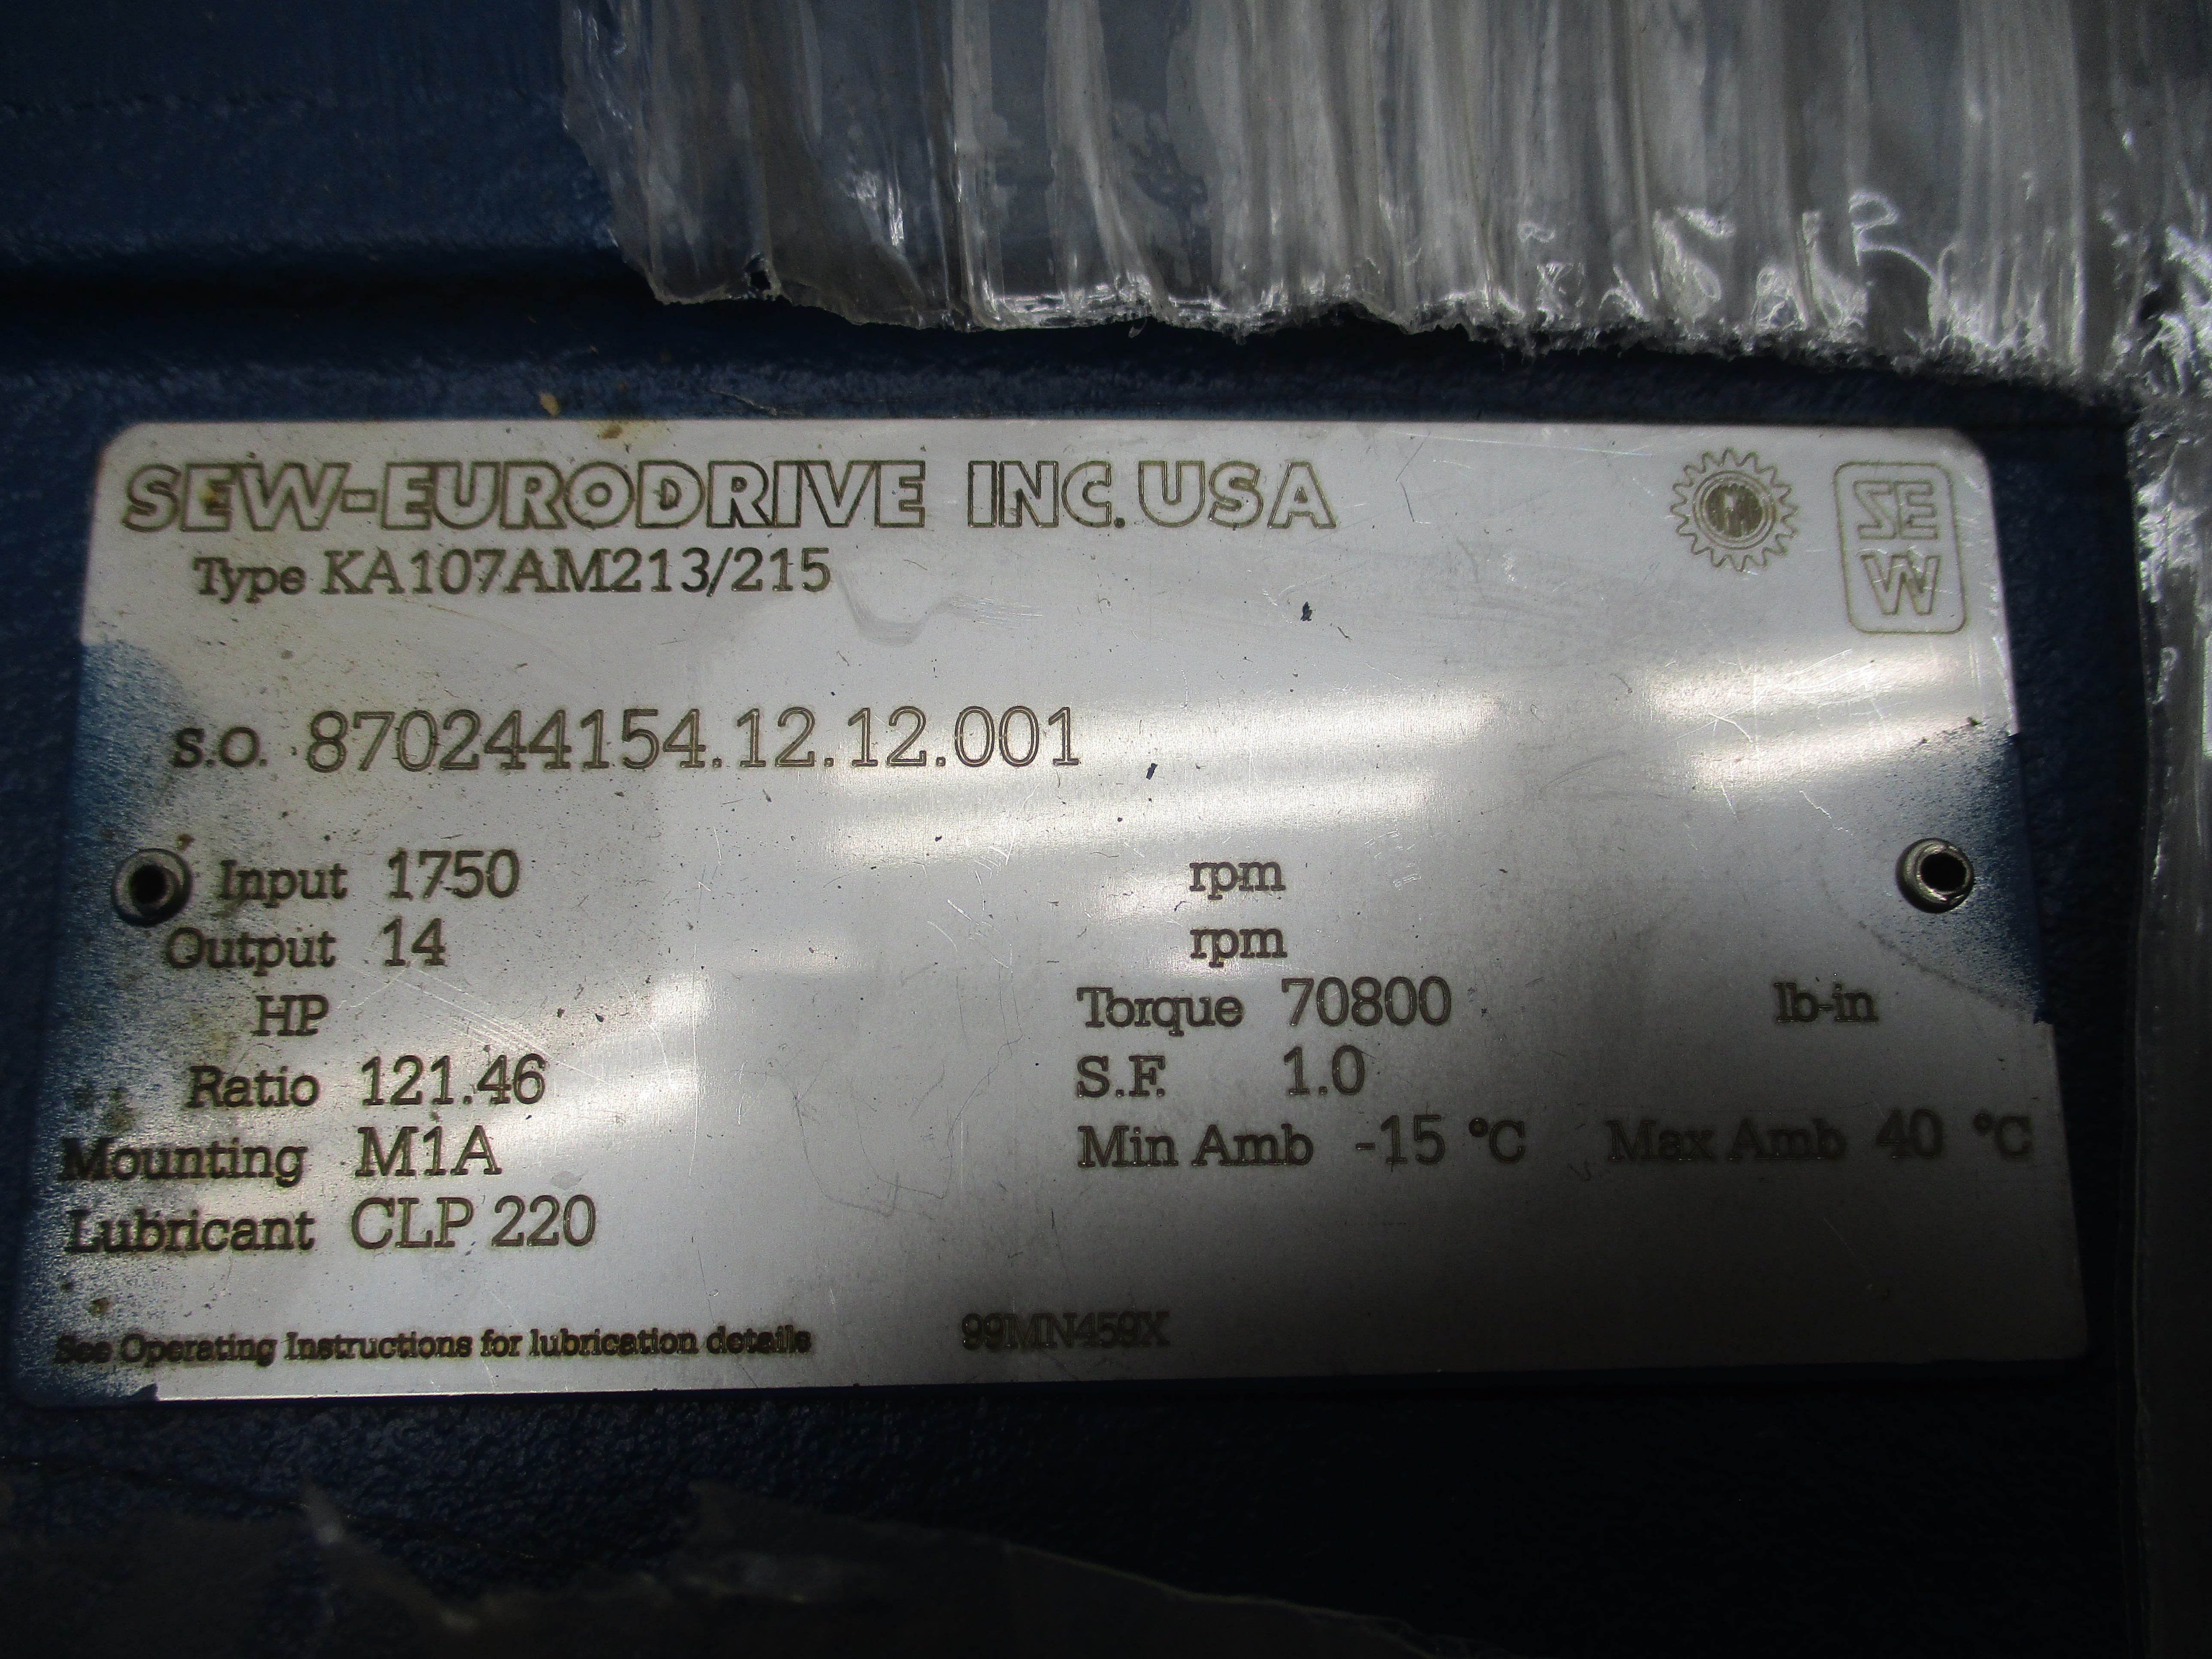 SEW-EURODRIVE INC. USA
SEW
Type KA107AM213/215
S.O. 870244154.12.12.001
Input 1750 rpm
Output 14 rpm
HP Torque 70800 lb-in
Ratio 121.46 S.F. 1.0
Mounting M1A Min Amb -15 °C Max Amb 40 °C
Lubricant CLP 220
See Operating Instructions for lubrication details 99MN459X